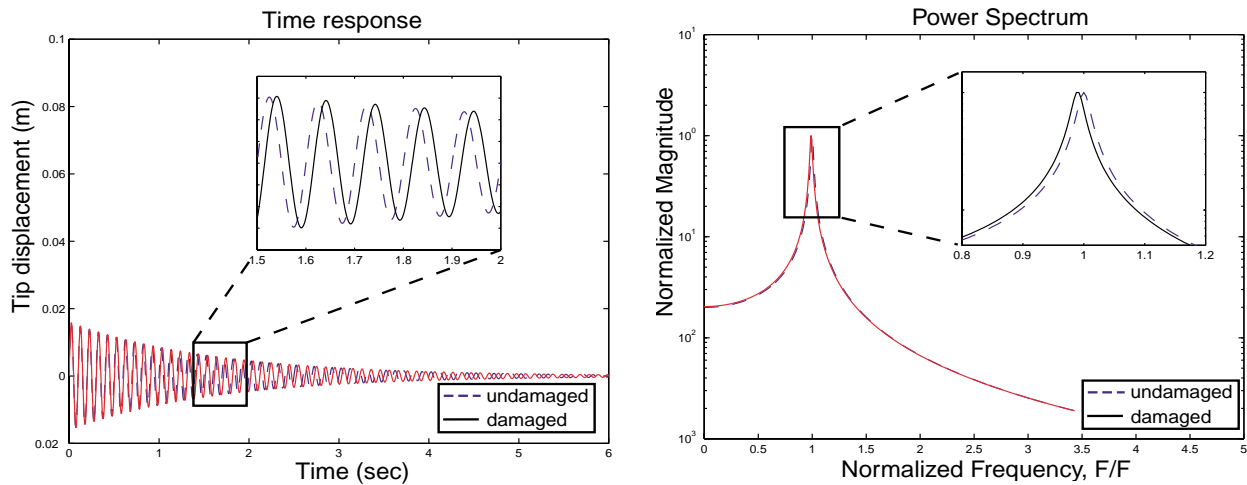 Time response
Tip displacement (m)
0.1
0.08
0.06
0.04
0.02
0
0.02
1.5 1.6 1.7 1.8 1.9 2
undamaged
damaged
0 1 2 3 4 5 6
Time (sec)
Power Spectrum
Normalized Magnitude
10^1
10^0
10^1
10^2
10^3
0.8 0.9 1 1.1 1.2
undamaged
damaged
0 0.5 1 1.5 2 2.5 3 3.5 4 4.5 5
Normalized Frequency, F/F